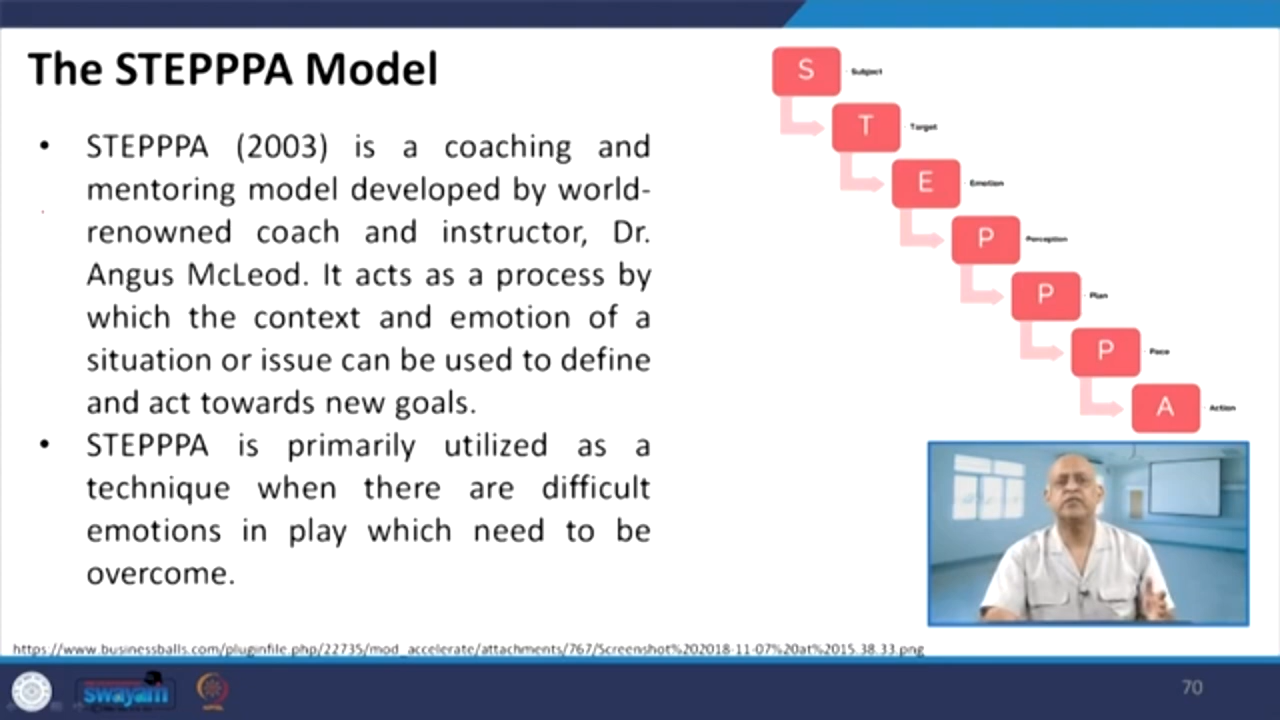 The STEPPPA Model
• STEPPPA (2003) is a coaching and
mentoring model developed by world-
renowned coach and instructor, Dr.
Angus McLeod. It acts as a process by
which the context and emotion of a
situation or issue can be used to define
and act towards new goals.
• STEPPPA is primarily utilized as a
technique when there are difficult
emotions in play which need to be
overcome.
S Subject
T Target
E Emotion
P Perception
P Plan
P Pace
A Action
https://www.businessballs.com/pluginfile.php/22735/mod_accelerate/attachments/767/Screenshot%202018-11-07%20at%2015.38.33.png
swayam
70